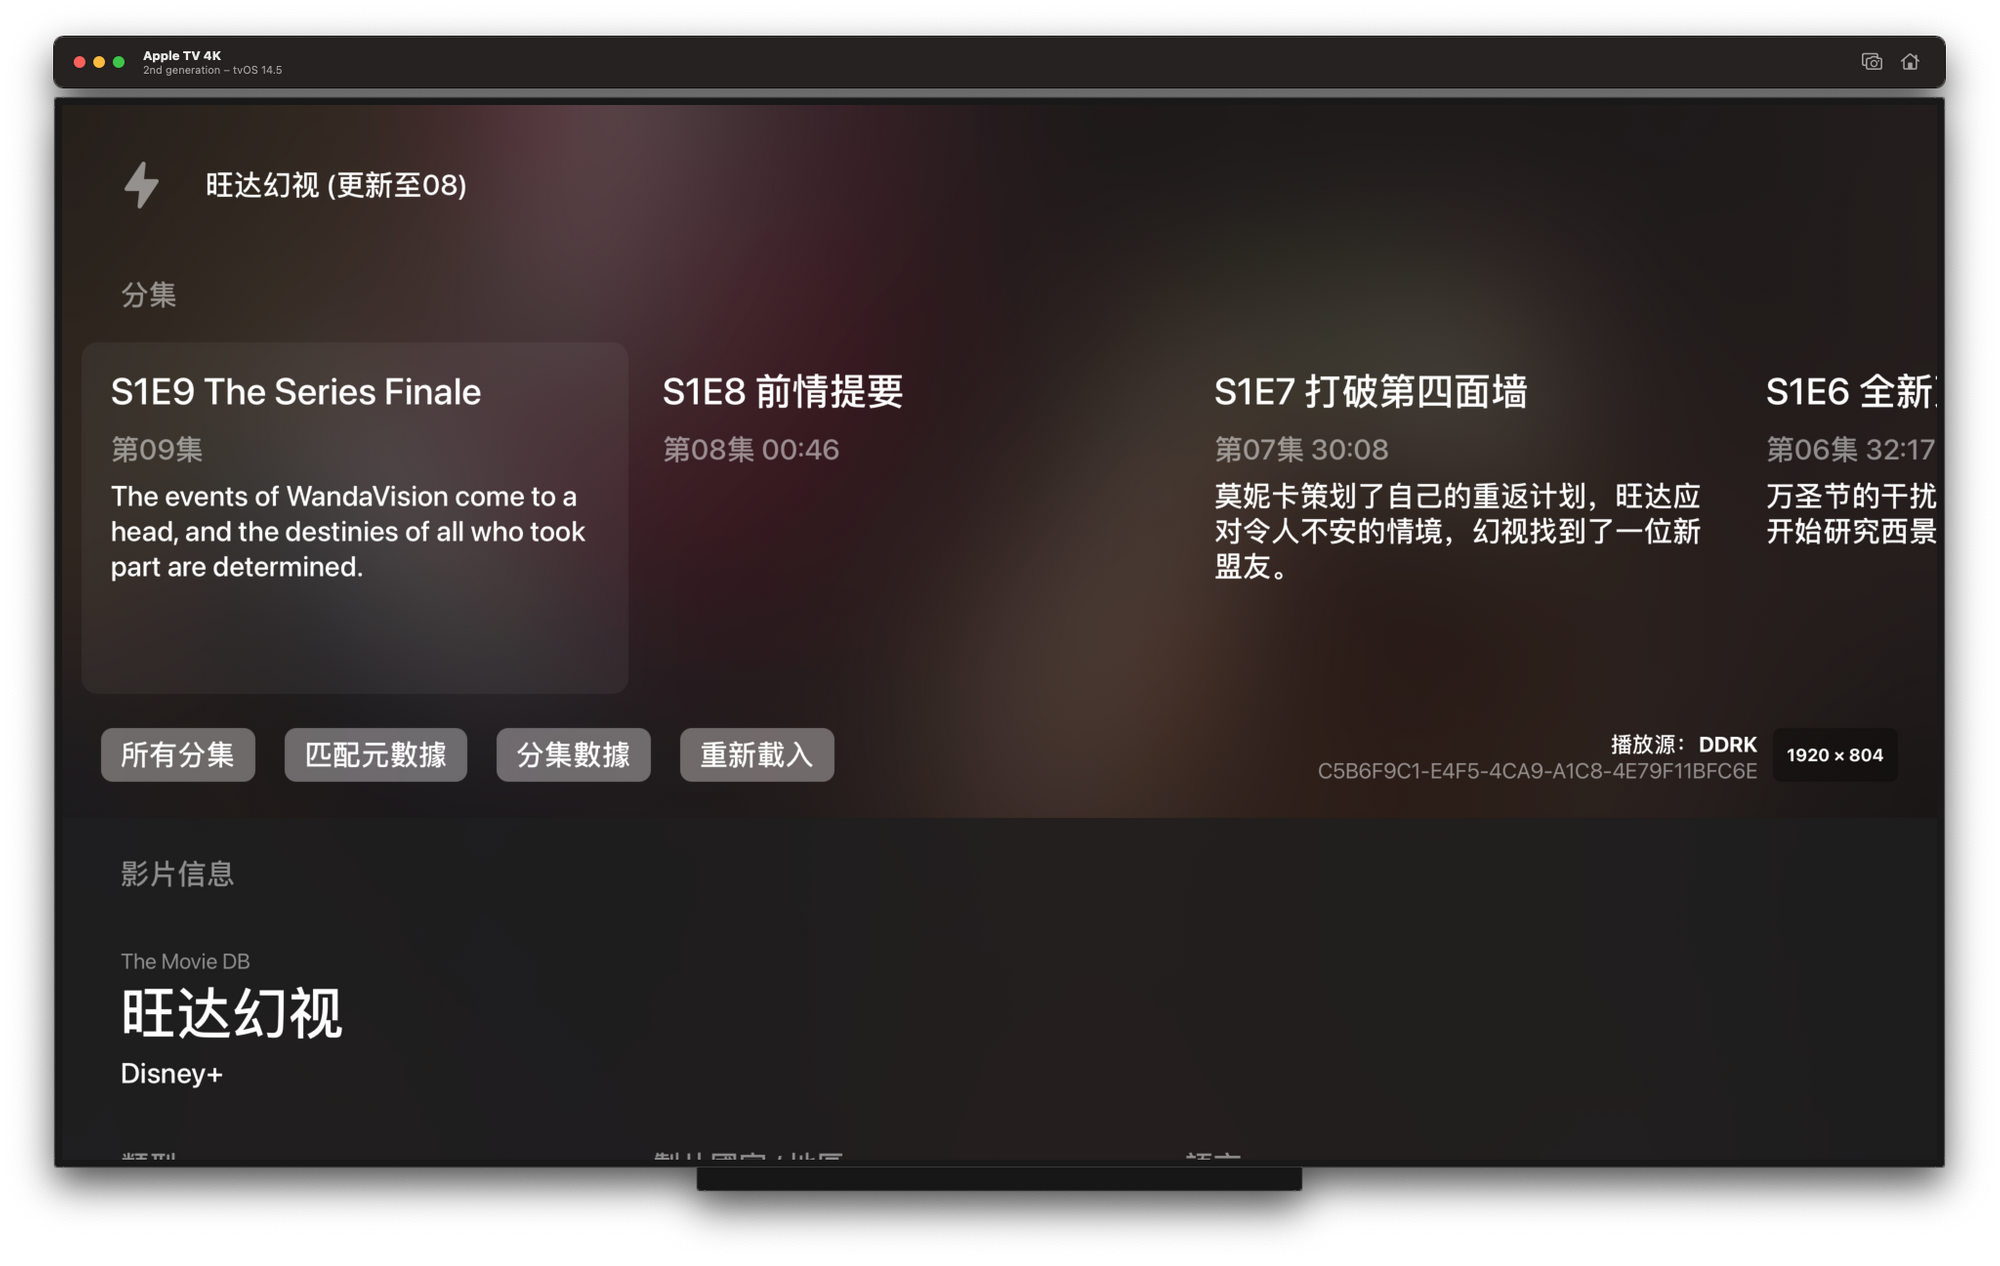 Apple TV 4K
2nd generation – tvOS 14.5
旺达幻视 (更新至08)
分集
S1E9 The Series Finale
第09集
The events of WandaVision come to a
head, and the destinies of all who took
part are determined.
S1E8 前情提要
第08集 00:46
S1E7 打破第四面墙
第07集 30:08
莫妮卡策划了自己的重返计划，旺达应
对令人不安的情境，幻视找到了一位新
盟友。
S1E6 全新
第06集 32:17
万圣节的干扰
开始研究西景
所有分集
匹配元數據
分集數據
重新載入
播放源：DDRK
C5B6F9C1-E4F5-4CA9-A1C8-4E79F11BFC6E
1920 × 804
影片信息
The Movie DB
旺达幻视
Disney+